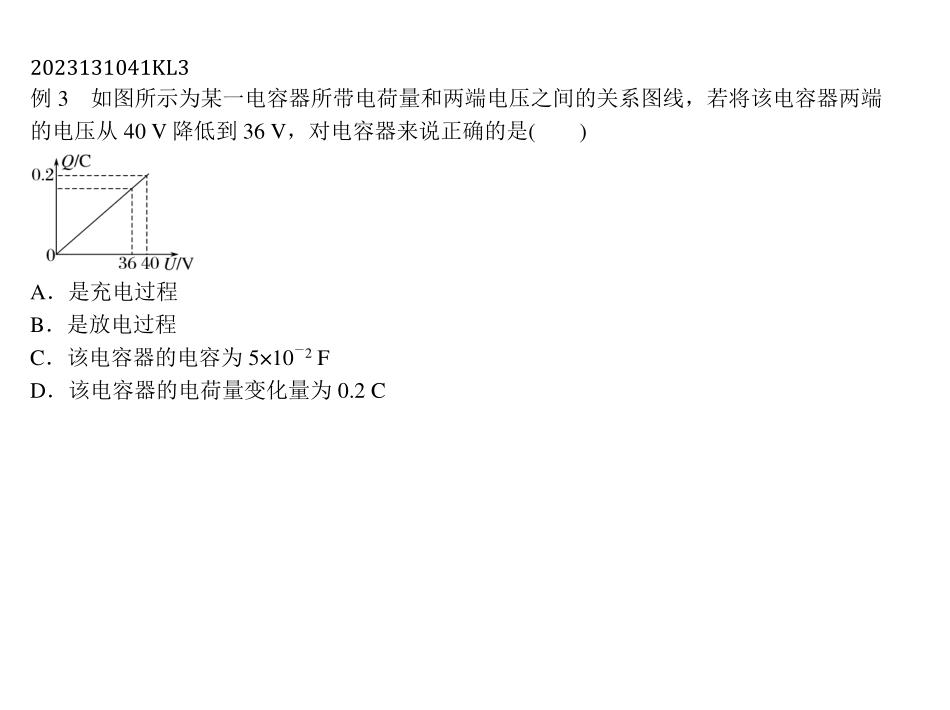 2023131041KL3
例 3　如图所示为某一电容器所带电荷量和两端电压之间的关系图线，若将该电容器两端
的电压从 40 V 降低到 36 V，对电容器来说正确的是(　　)
Q/C
0.2
0
36 40 U/V
A．是充电过程
B．是放电过程
C．该电容器的电容为 5×10⁻² F
D．该电容器的电荷量变化量为 0.2 C